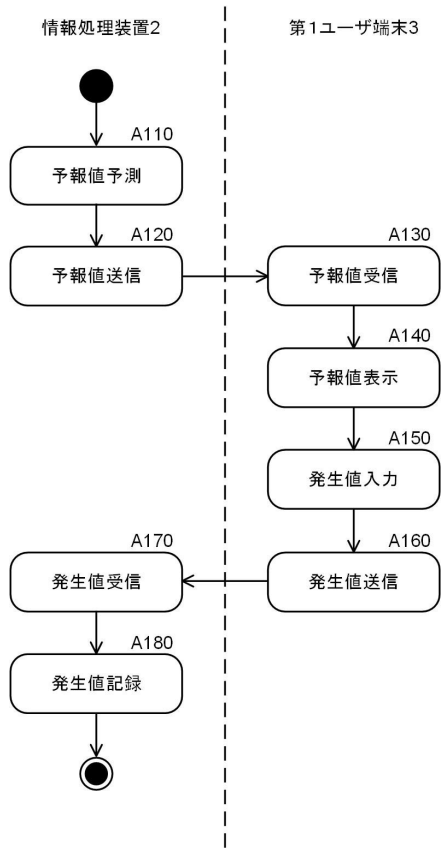 情報処理装置2
第1ユーザ端末3
A110
予報値予測
A120
予報値送信
A130
予報値受信
A140
予報値表示
A150
発生値入力
A160
発生値送信
A170
発生値受信
A180
発生値記録